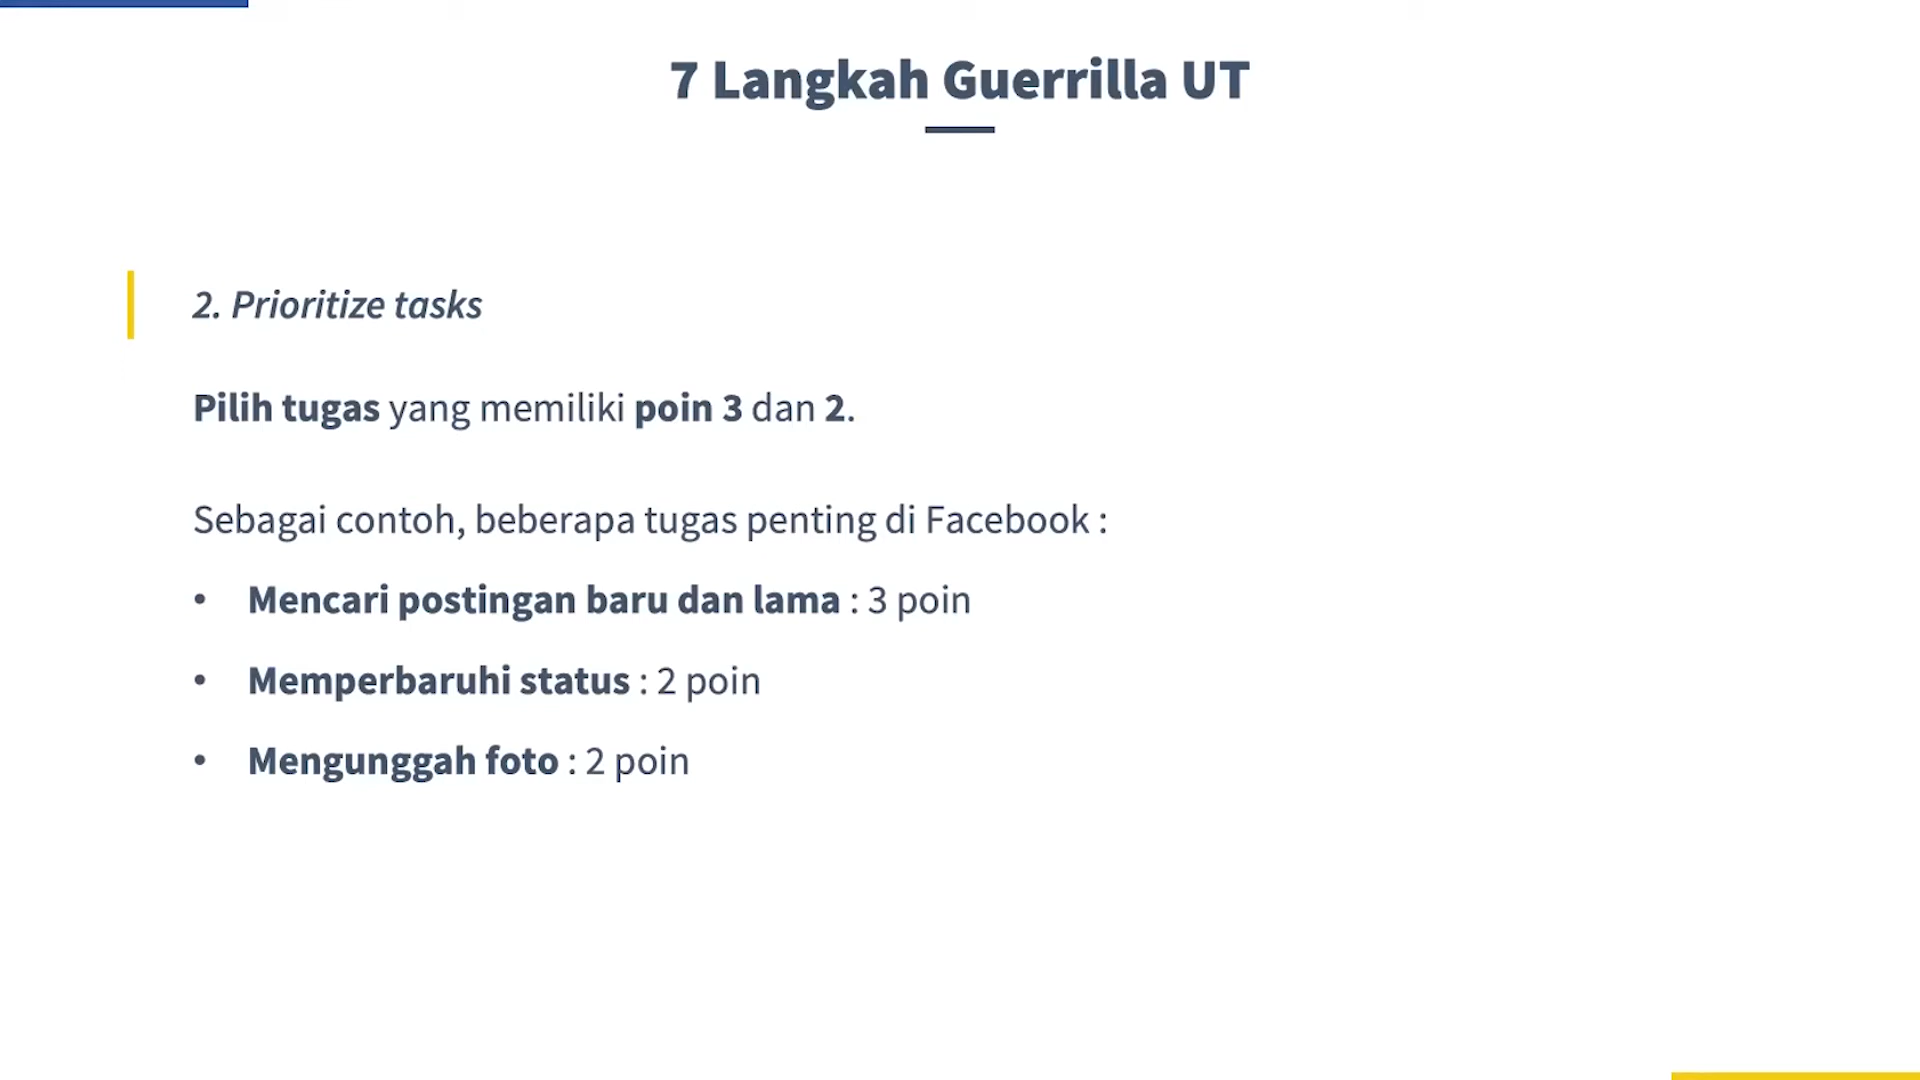 7 Langkah Guerrilla UT
2. Prioritize tasks
Pilih tugas yang memiliki poin 3 dan 2.
Sebagai contoh, beberapa tugas penting di Facebook :
• Mencari postingan baru dan lama : 3 poin
• Memperbaruhi status : 2 poin
• Mengunggah foto : 2 poin